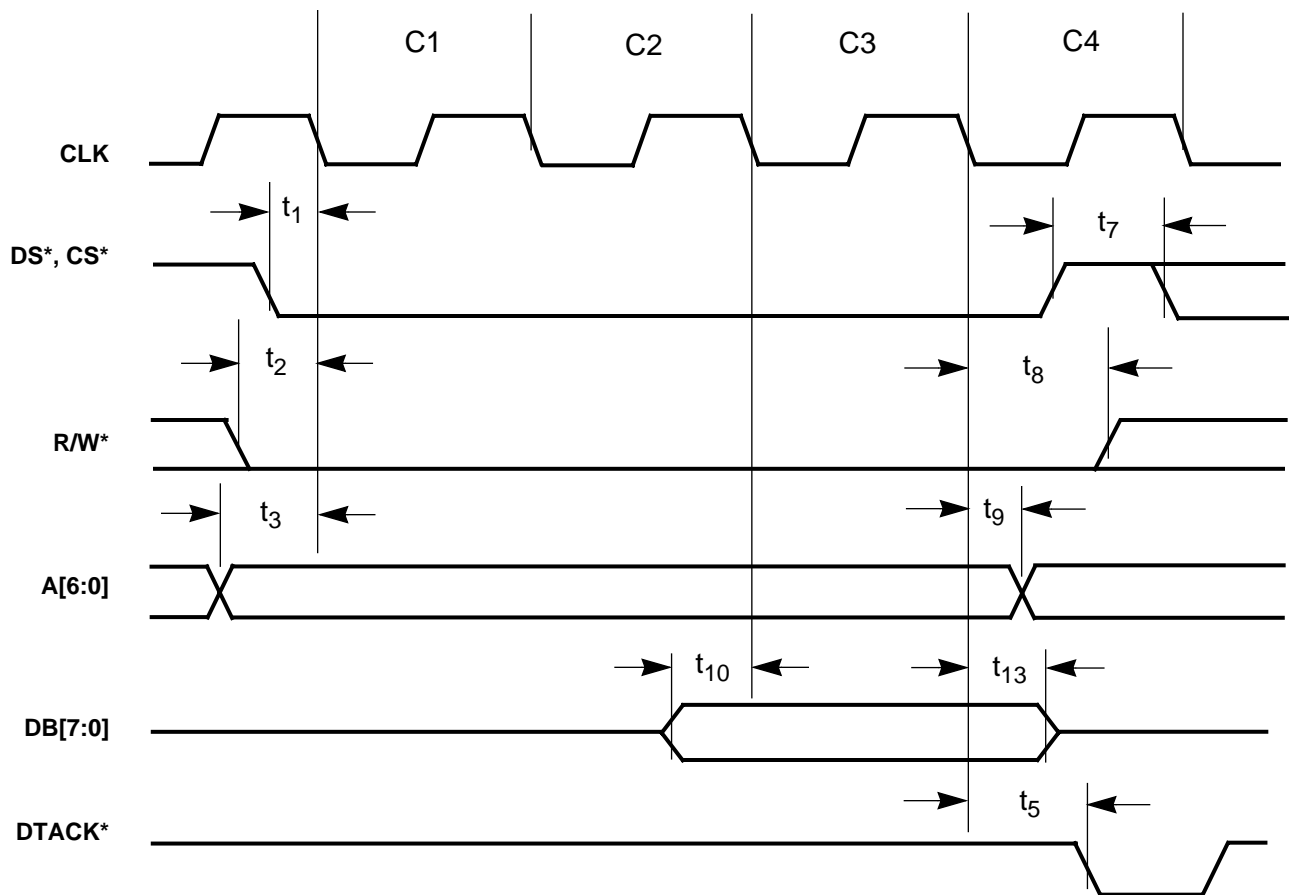 C1 C2 C3 C4
CLK
t1
t7
DS*, CS*
t2
t8
R/W*
t3
t9
A[6:0]
t10
t13
DB[7:0]
t5
DTACK*